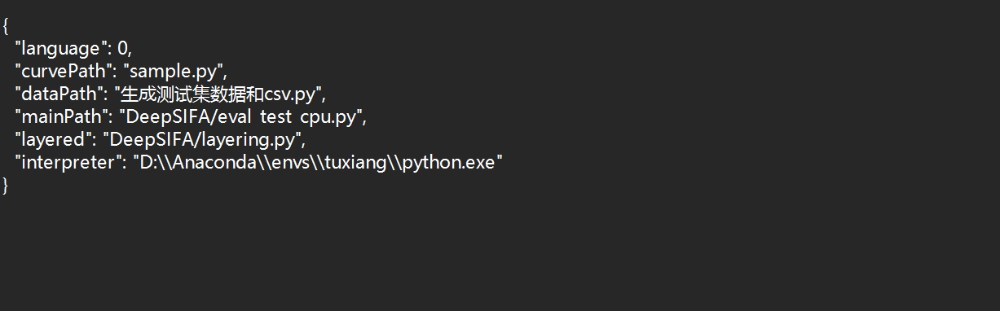 {
"language": 0,
"curvePath": "sample.py",
"dataPath": "生成测试集数据和csv.py",
"mainPath": "DeepSIFA/eval test cpu.py",
"layered": "DeepSIFA/layering.py",
"interpreter": "D:\\Anaconda\\envs\\tuxiang\\python.exe"
}